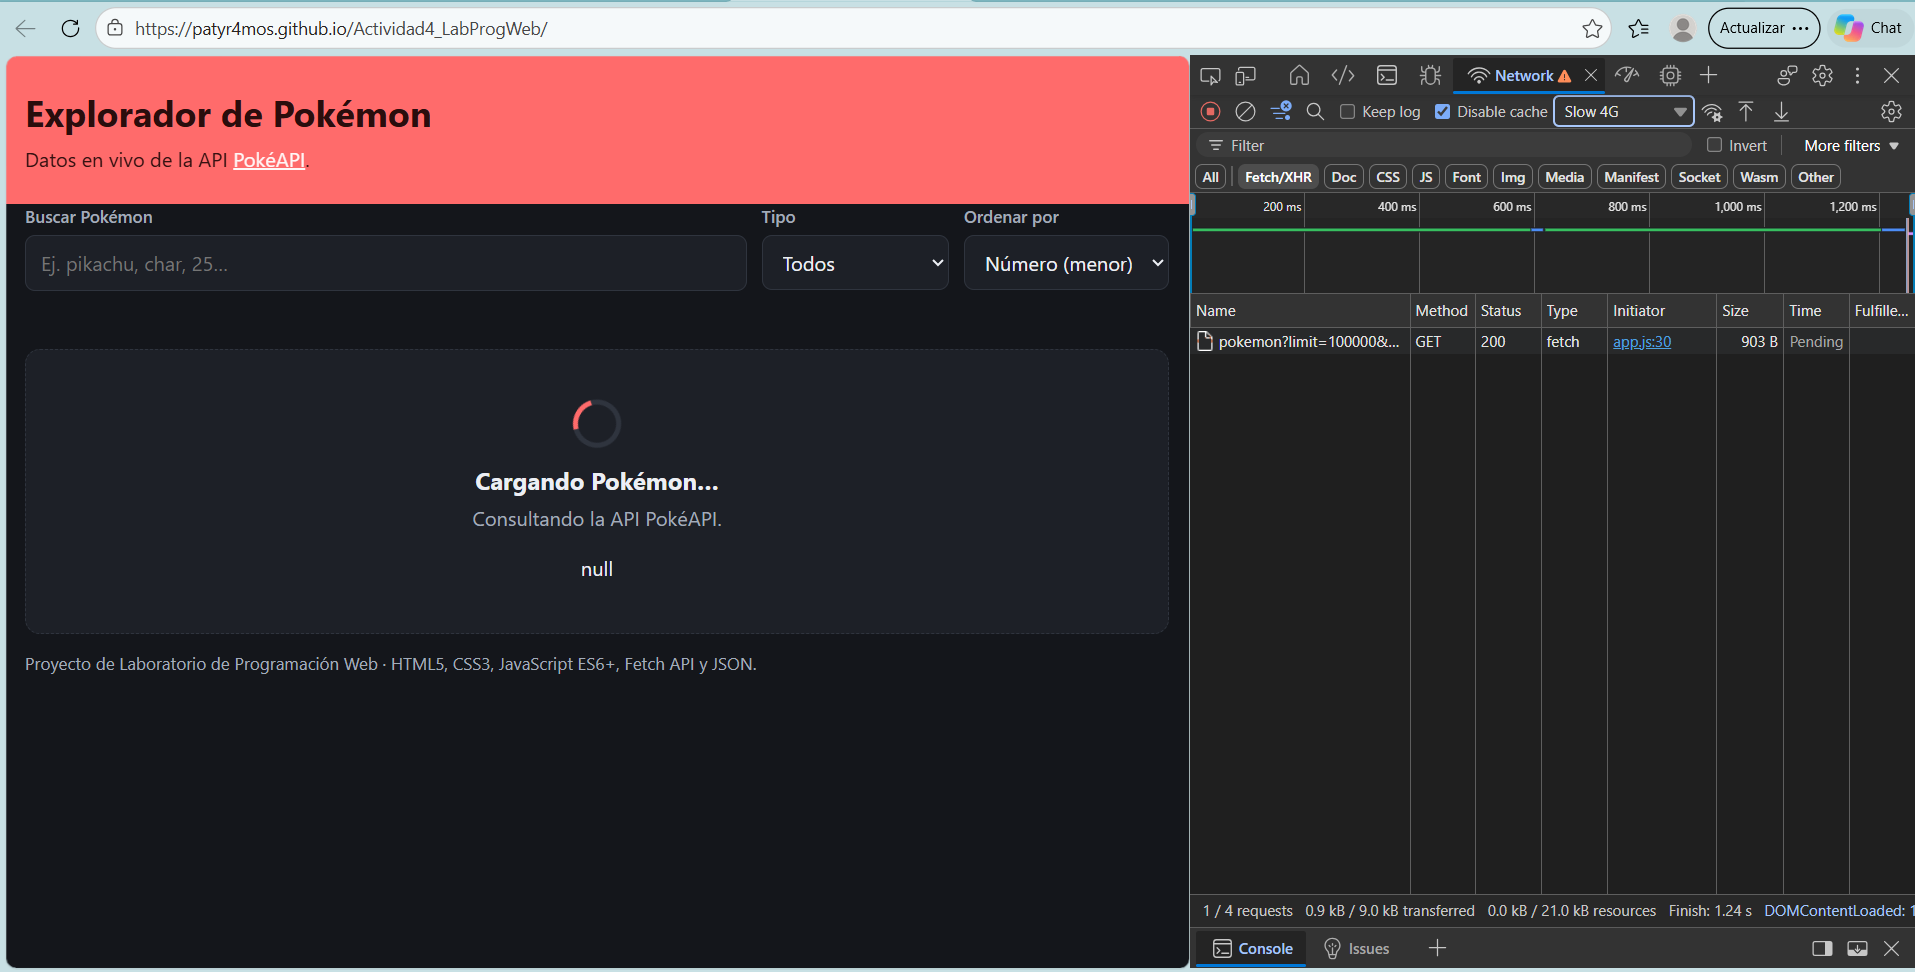 https://patyr4mos.github.io/Actividad4_LabProgWeb/
Actualizar
Chat
Explorador de Pokémon
Datos en vivo de la API PokéAPI.
Buscar Pokémon
Tipo
Ordenar por
Ej. pikachu, char, 25...
Todos
Número (menor)
Cargando Pokémon...
Consultando la API PokéAPI.
null
Proyecto de Laboratorio de Programación Web · HTML5, CSS3, JavaScript ES6+, Fetch API y JSON.
Network
Keep log
Disable cache
Slow 4G
Filter
Invert
More filters
All
Fetch/XHR
Doc
CSS
JS
Font
Img
Media
Manifest
Socket
Wasm
Other
200 ms
400 ms
600 ms
800 ms
1,000 ms
1,200 ms
Name
Method
Status
Type
Initiator
Size
Time
Fulfille...
pokemon?limit=100000&...
GET
200
fetch
app.js:30
903 B
Pending
1 / 4 requests
0.9 kB / 9.0 kB transferred
0.0 kB / 21.0 kB resources
Finish: 1.24 s
DOMContentLoaded: 1
Console
Issues